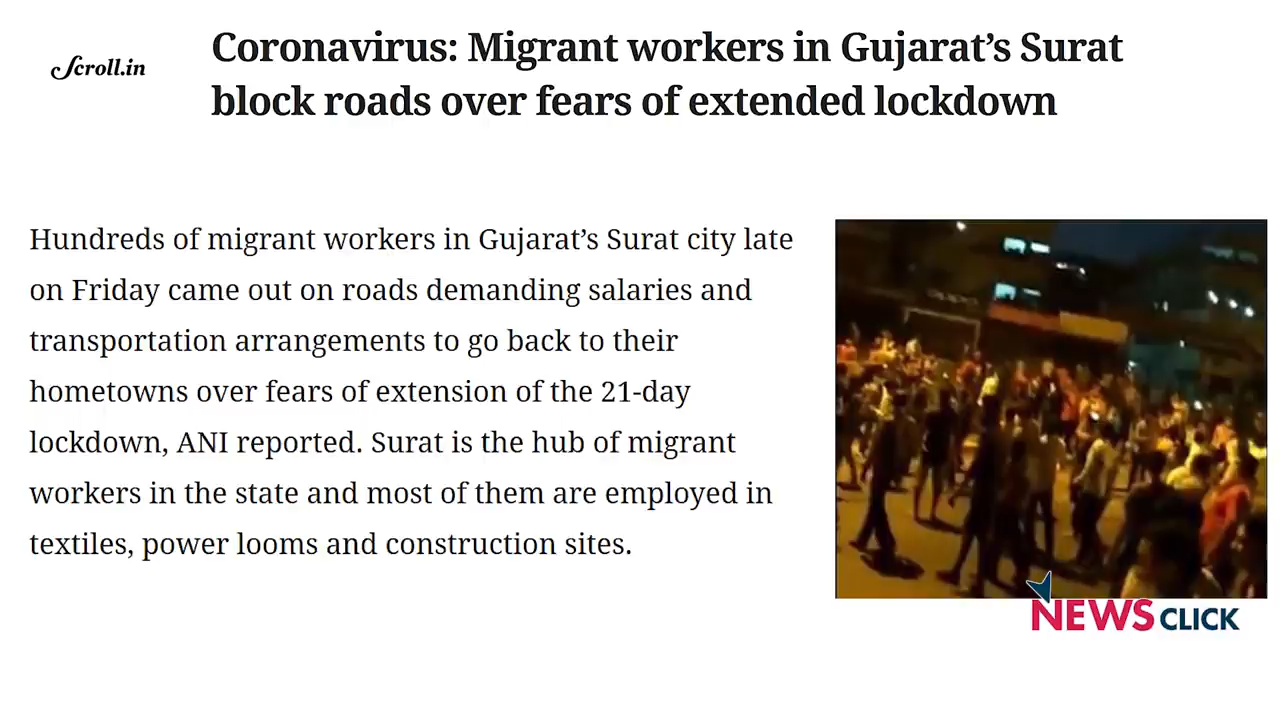 Scroll.in
Coronavirus: Migrant workers in Gujarat’s Surat
block roads over fears of extended lockdown
Hundreds of migrant workers in Gujarat’s Surat city late
on Friday came out on roads demanding salaries and
transportation arrangements to go back to their
hometowns over fears of extension of the 21-day
lockdown, ANI reported. Surat is the hub of migrant
workers in the state and most of them are employed in
textiles, power looms and construction sites.
NEWSCLICK